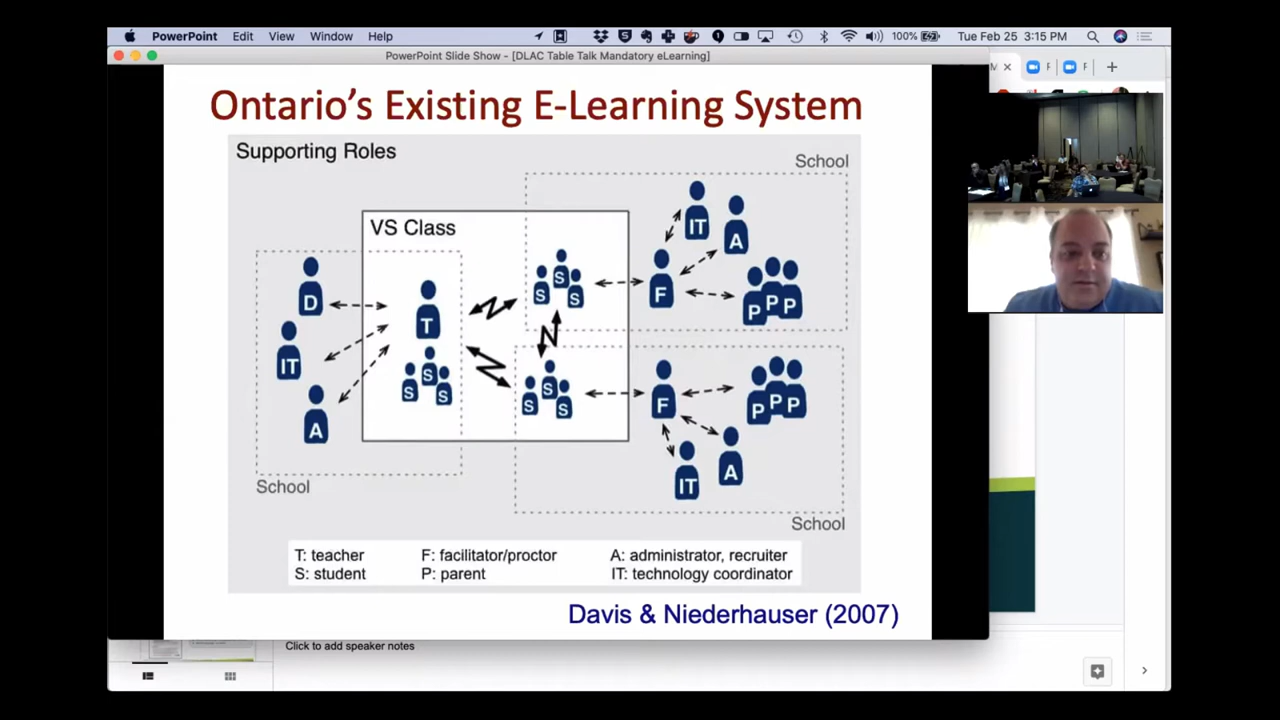 PowerPoint Edit View Window Help 100% Tue Feb 25 3:15 PM
PowerPoint Slide Show - [DLAC Table Talk Mandatory eLearning]
Ontario’s Existing E-Learning System
Supporting Roles
School
VS Class
IT
A
D
S
S
S
F
P
P
P
T
IT
S
S
S
S
S
S
F
P
P
P
A
A
IT
School
School
T: teacher F: facilitator/proctor A: administrator, recruiter
S: student P: parent IT: technology coordinator
Davis & Niederhauser (2007)
Click to add speaker notes